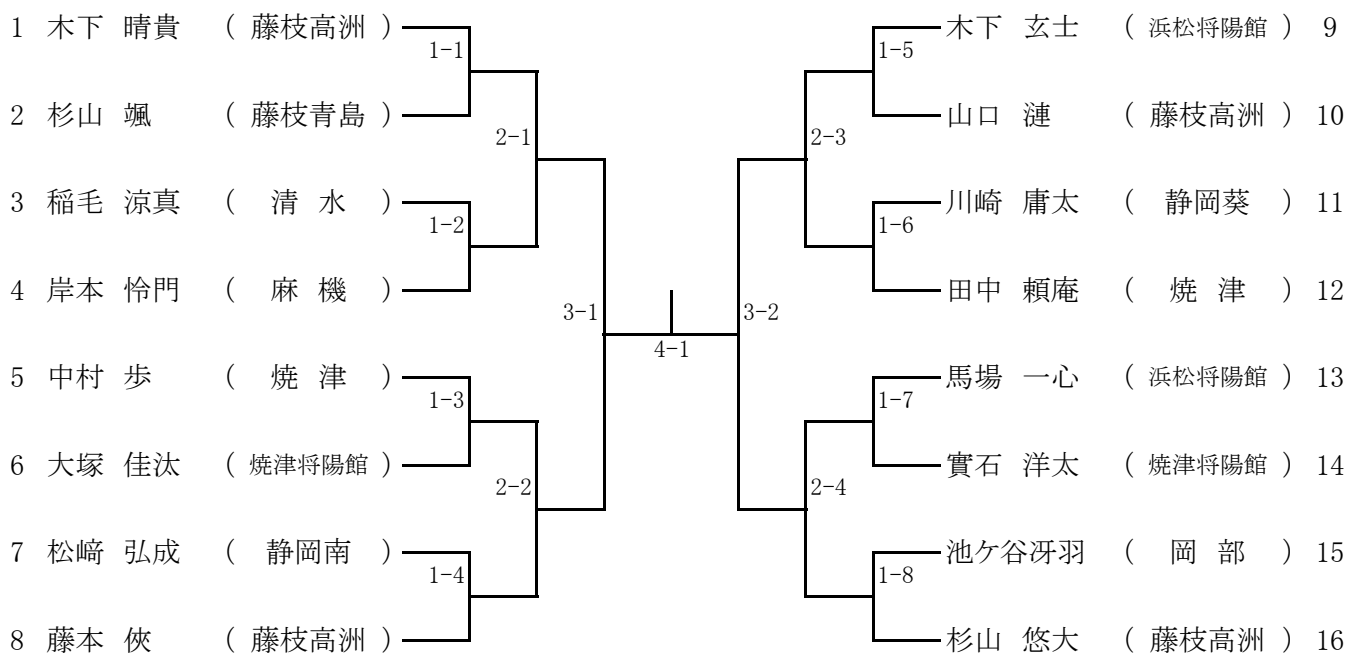 1 木下 晴貴 ( 藤枝高洲 )
1-1
2 杉山 颯 ( 藤枝青島 )
2-1
3 稲毛 涼真 ( 清 水 )
1-2
4 岸本 怜門 ( 麻 機 )
3-1
5 中村 歩 ( 焼 津 )
1-3
6 大塚 佳汰 ( 焼津将陽館 )
2-2
7 松﨑 弘成 ( 静岡南 )
1-4
8 藤本 俠 ( 藤枝高洲 )
4-1
木下 玄士 ( 浜松将陽館 ) 9
1-5
山口 漣 ( 藤枝高洲 ) 10
2-3
川崎 庸太 ( 静岡葵 ) 11
1-6
田中 頼庵 ( 焼 津 ) 12
3-2
馬場 一心 ( 浜松将陽館 ) 13
1-7
實石 洋太 ( 焼津将陽館 ) 14
2-4
池ケ谷冴羽 ( 岡 部 ) 15
1-8
杉山 悠大 ( 藤枝高洲 ) 16